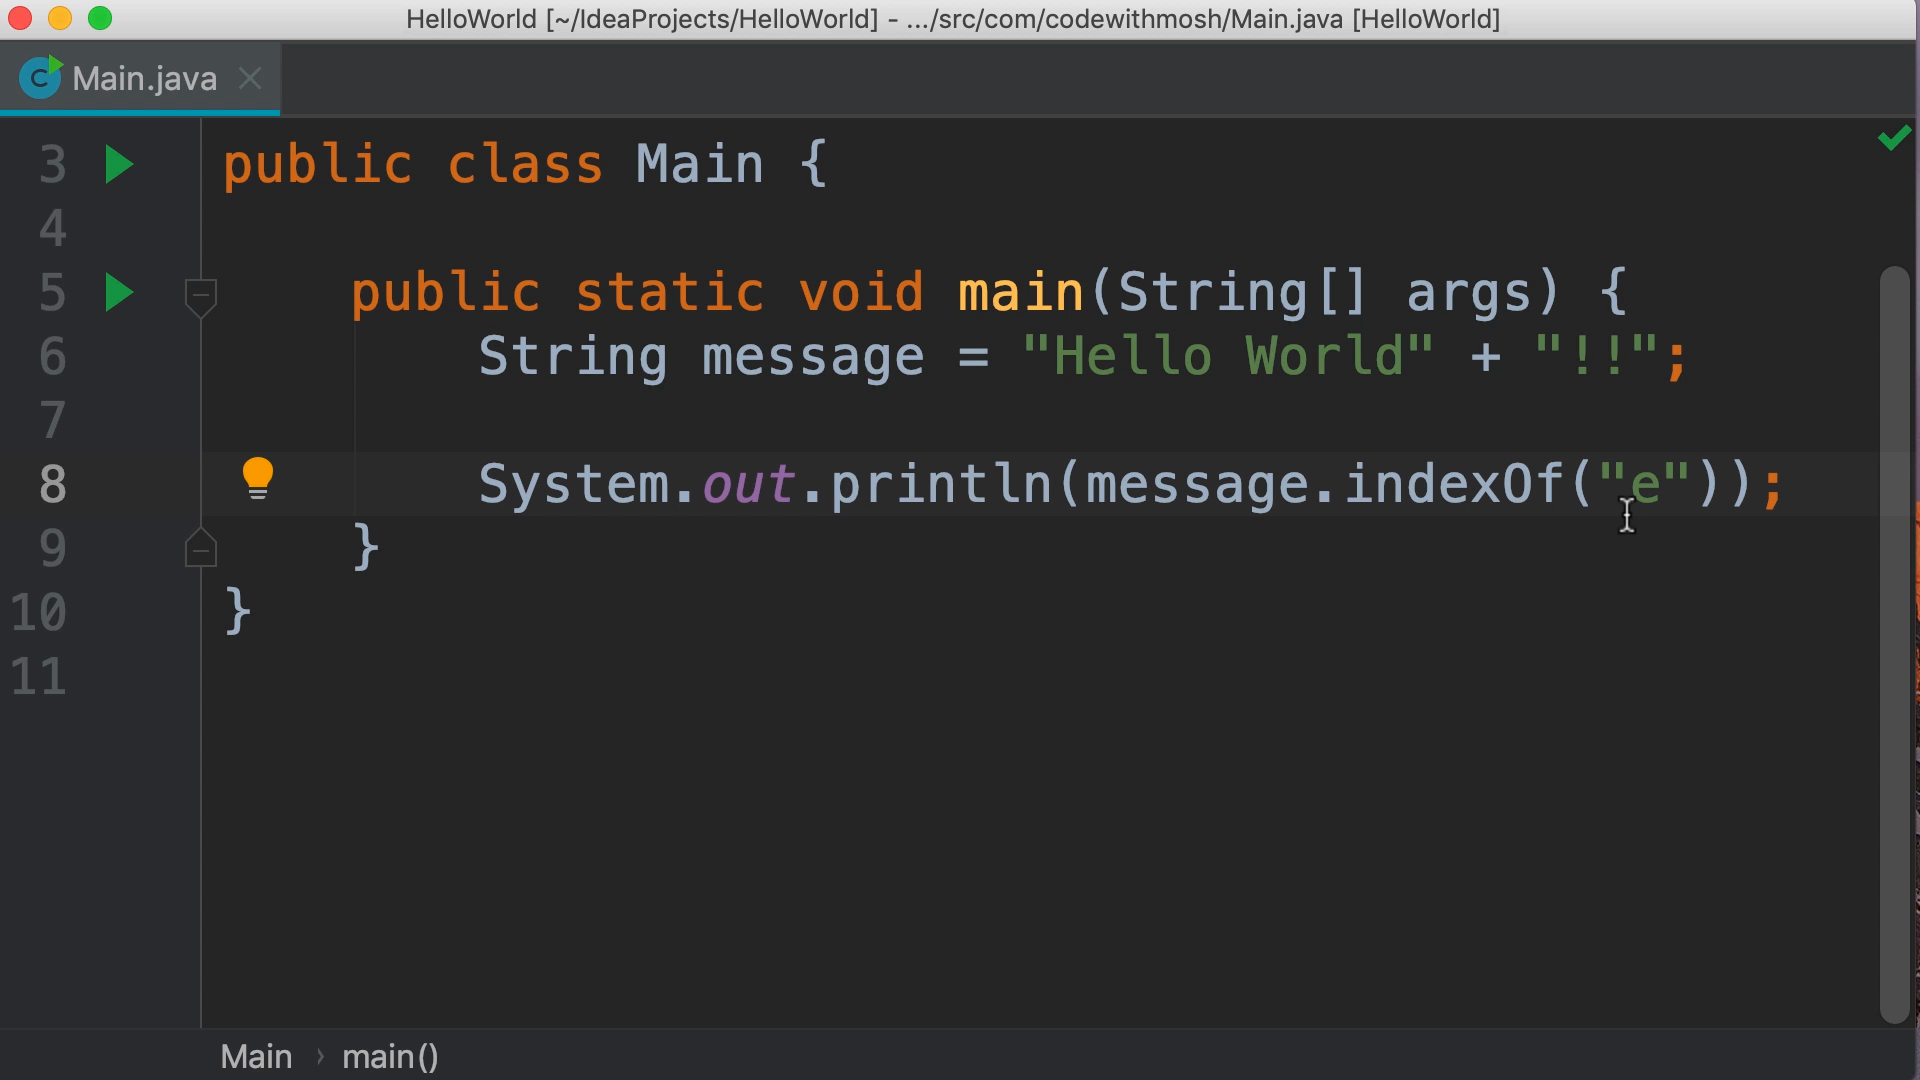 HelloWorld [~/IdeaProjects/HelloWorld] - .../src/com/codewithmosh/Main.java [HelloWorld]
C Main.java
3 public class Main {
4
5 public static void main(String[] args) {
6 String message = "Hello World" + "!!";
7
8 System.out.println(message.indexOf("e"));
9 }
10 }
11
Main › main()